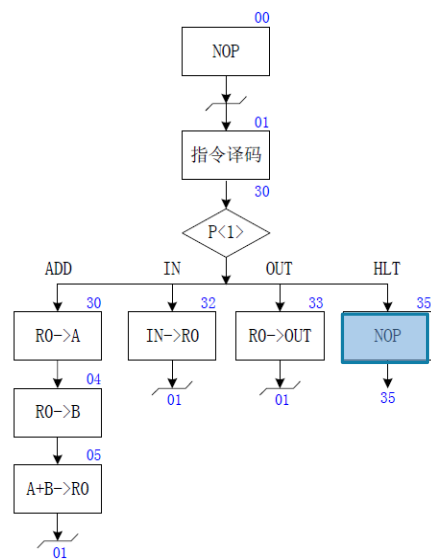 00
NOP
01
指令译码
30
P<1>
ADD IN OUT HLT
30 32 33 35
R0->A IN->R0 R0->OUT NOP
04 01 01 35
R0->B
05
A+B->R0
01